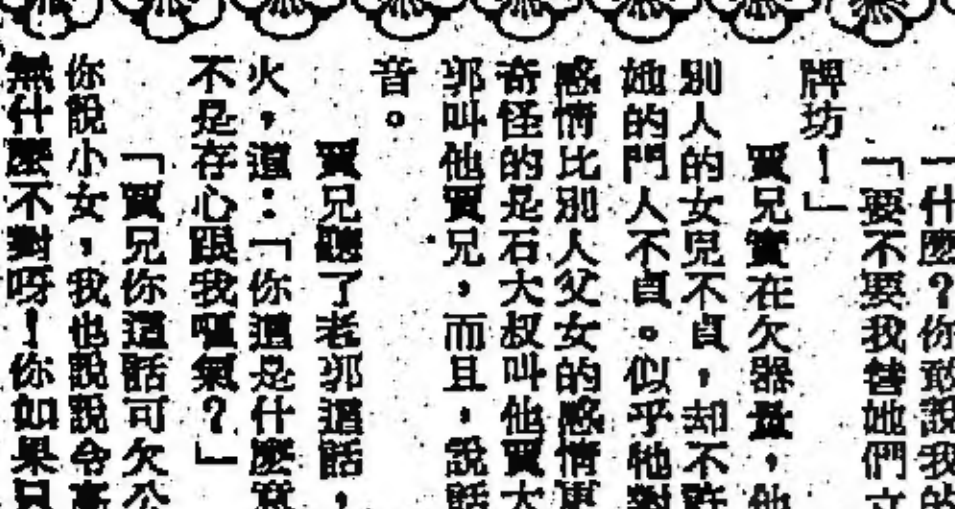 「什麼？你敢說我的
「要不要我替她們立
牌坊！」
賈兄實在欠器量，他
別人的女兒不貞，却不許
她的門人不貞。似乎他對
感情比別人父女的感情更
奇怪的是石大叔叫他賈大
郭叫他賈兄，而且，說話
音。
賈兄聽了老郭這話，
火，道：「你這是什麼
不是存心跟我嘔氣？」
「賈兄你這話可欠公
你說小女，我也說說令
無什麼不對呀！你如果只